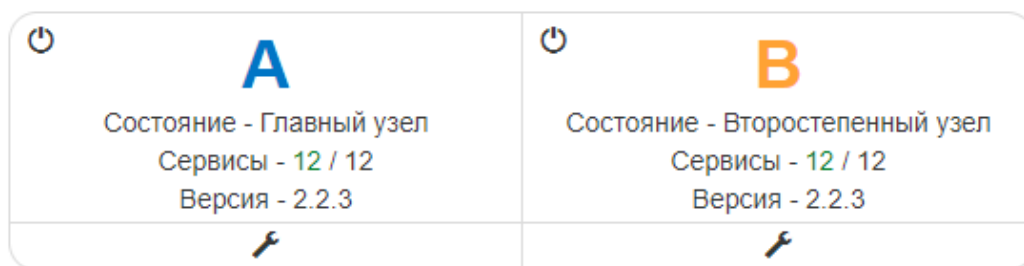 A
Состояние - Главный узел
Сервисы - 12 / 12
Версия - 2.2.3
B
Состояние - Второстепенный узел
Сервисы - 12 / 12
Версия - 2.2.3